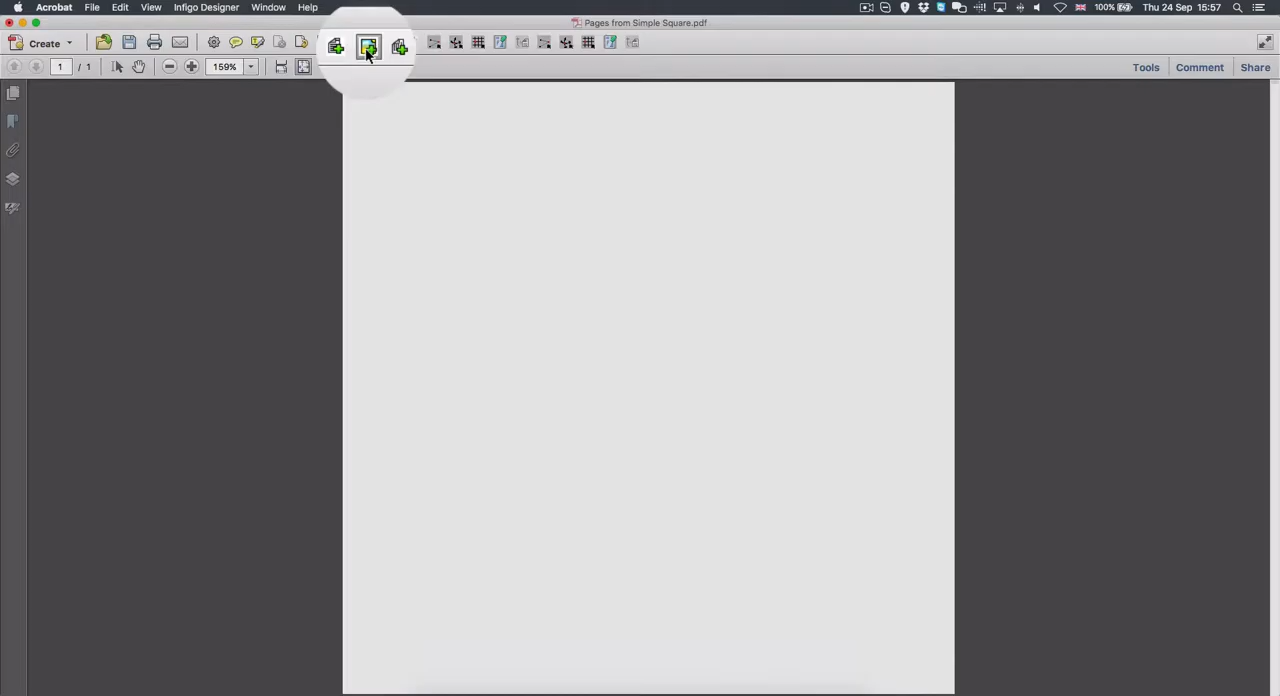 Acrobat File Edit View Infigo Designer Window Help 100% Thu 24 Sep 15:57
Pages from Simple Square.pdf
Create
1 / 1 159% Tools Comment Share